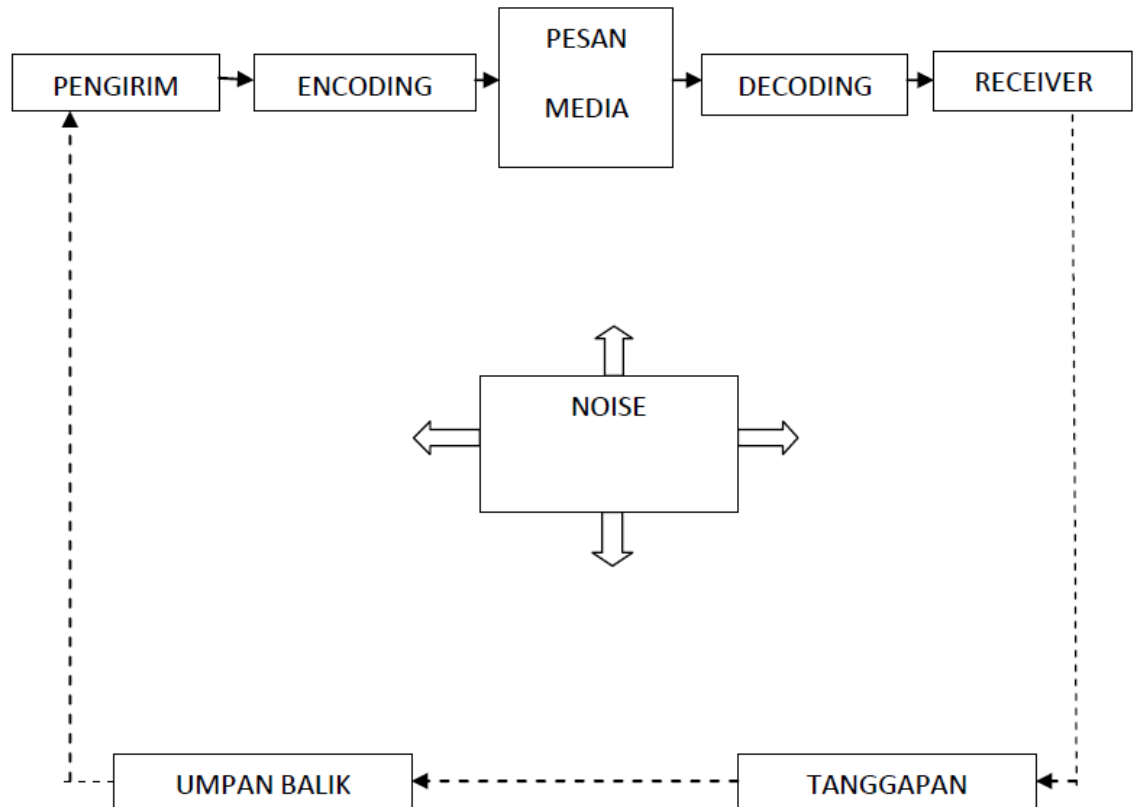 PENGIRIM
ENCODING
PESAN
MEDIA
DECODING
RECEIVER
NOISE
UMPAN BALIK
TANGGAPAN